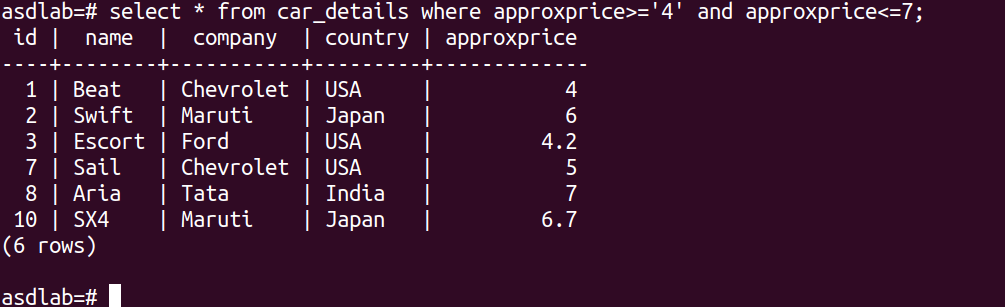 asdlab=# select * from car_details where approxprice>='4' and approxprice<=7;
 id |  name  |  company  | country | approxprice
----+--------+-----------+---------+-------------
  1 | Beat   | Chevrolet | USA     |           4
  2 | Swift  | Maruti    | Japan   |           6
  3 | Escort | Ford      | USA     |         4.2
  7 | Sail   | Chevrolet | USA     |           5
  8 | Aria   | Tata      | India   |           7
 10 | SX4    | Maruti    | Japan   |         6.7
(6 rows)
asdlab=#